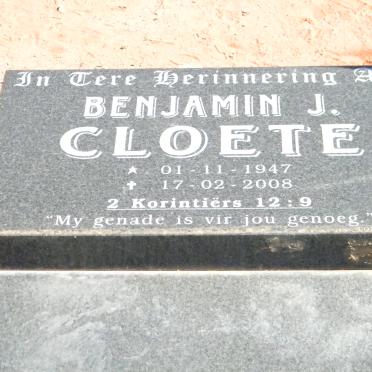 In Tere Herinnering A
BENJAMIN J.
CLOETE
★ 01-11-1947
✝ 17-02-2008
2 Korintiërs 12:9
"My genade is vir jou genoeg."